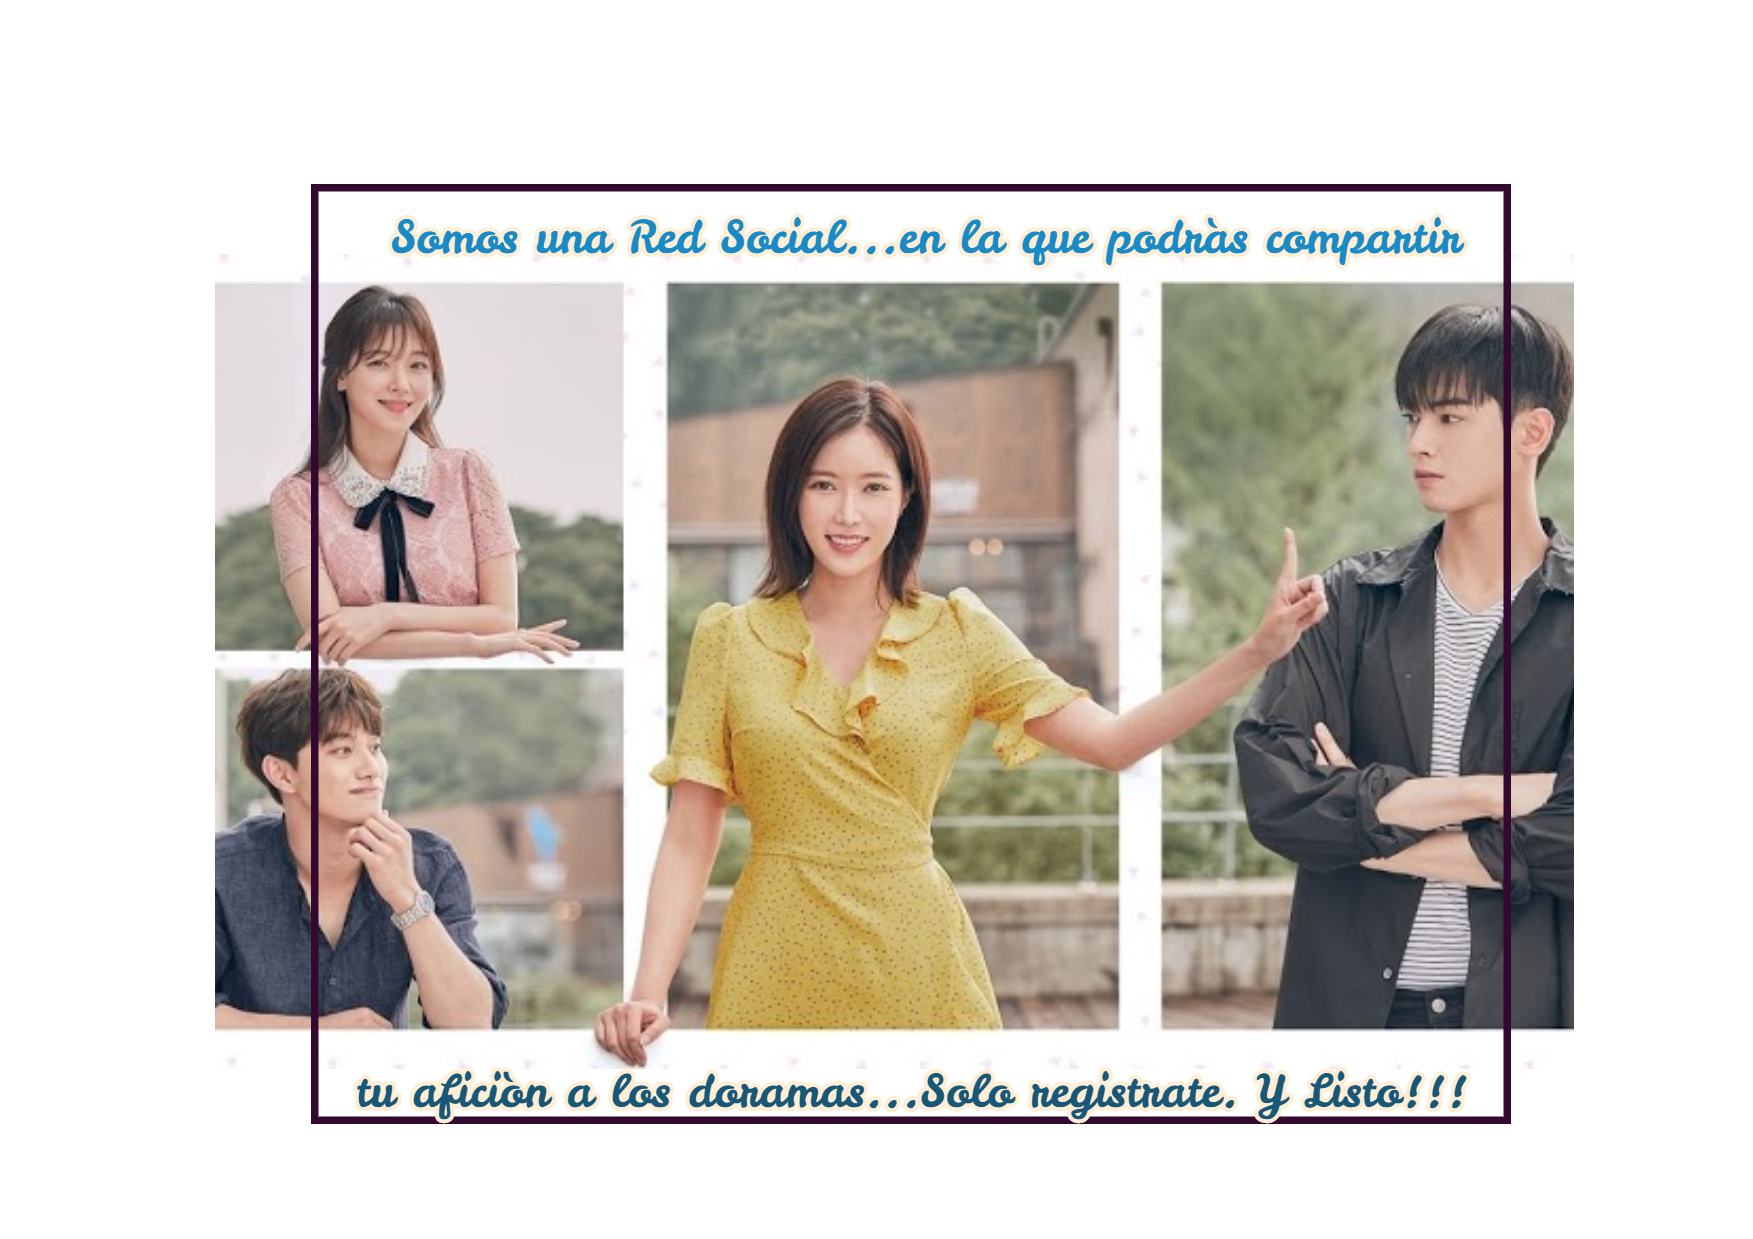 Somos una Red Social...en la que podràs compartir
tu aficiòn a los doramas...Solo registrate. Y Listo!!!